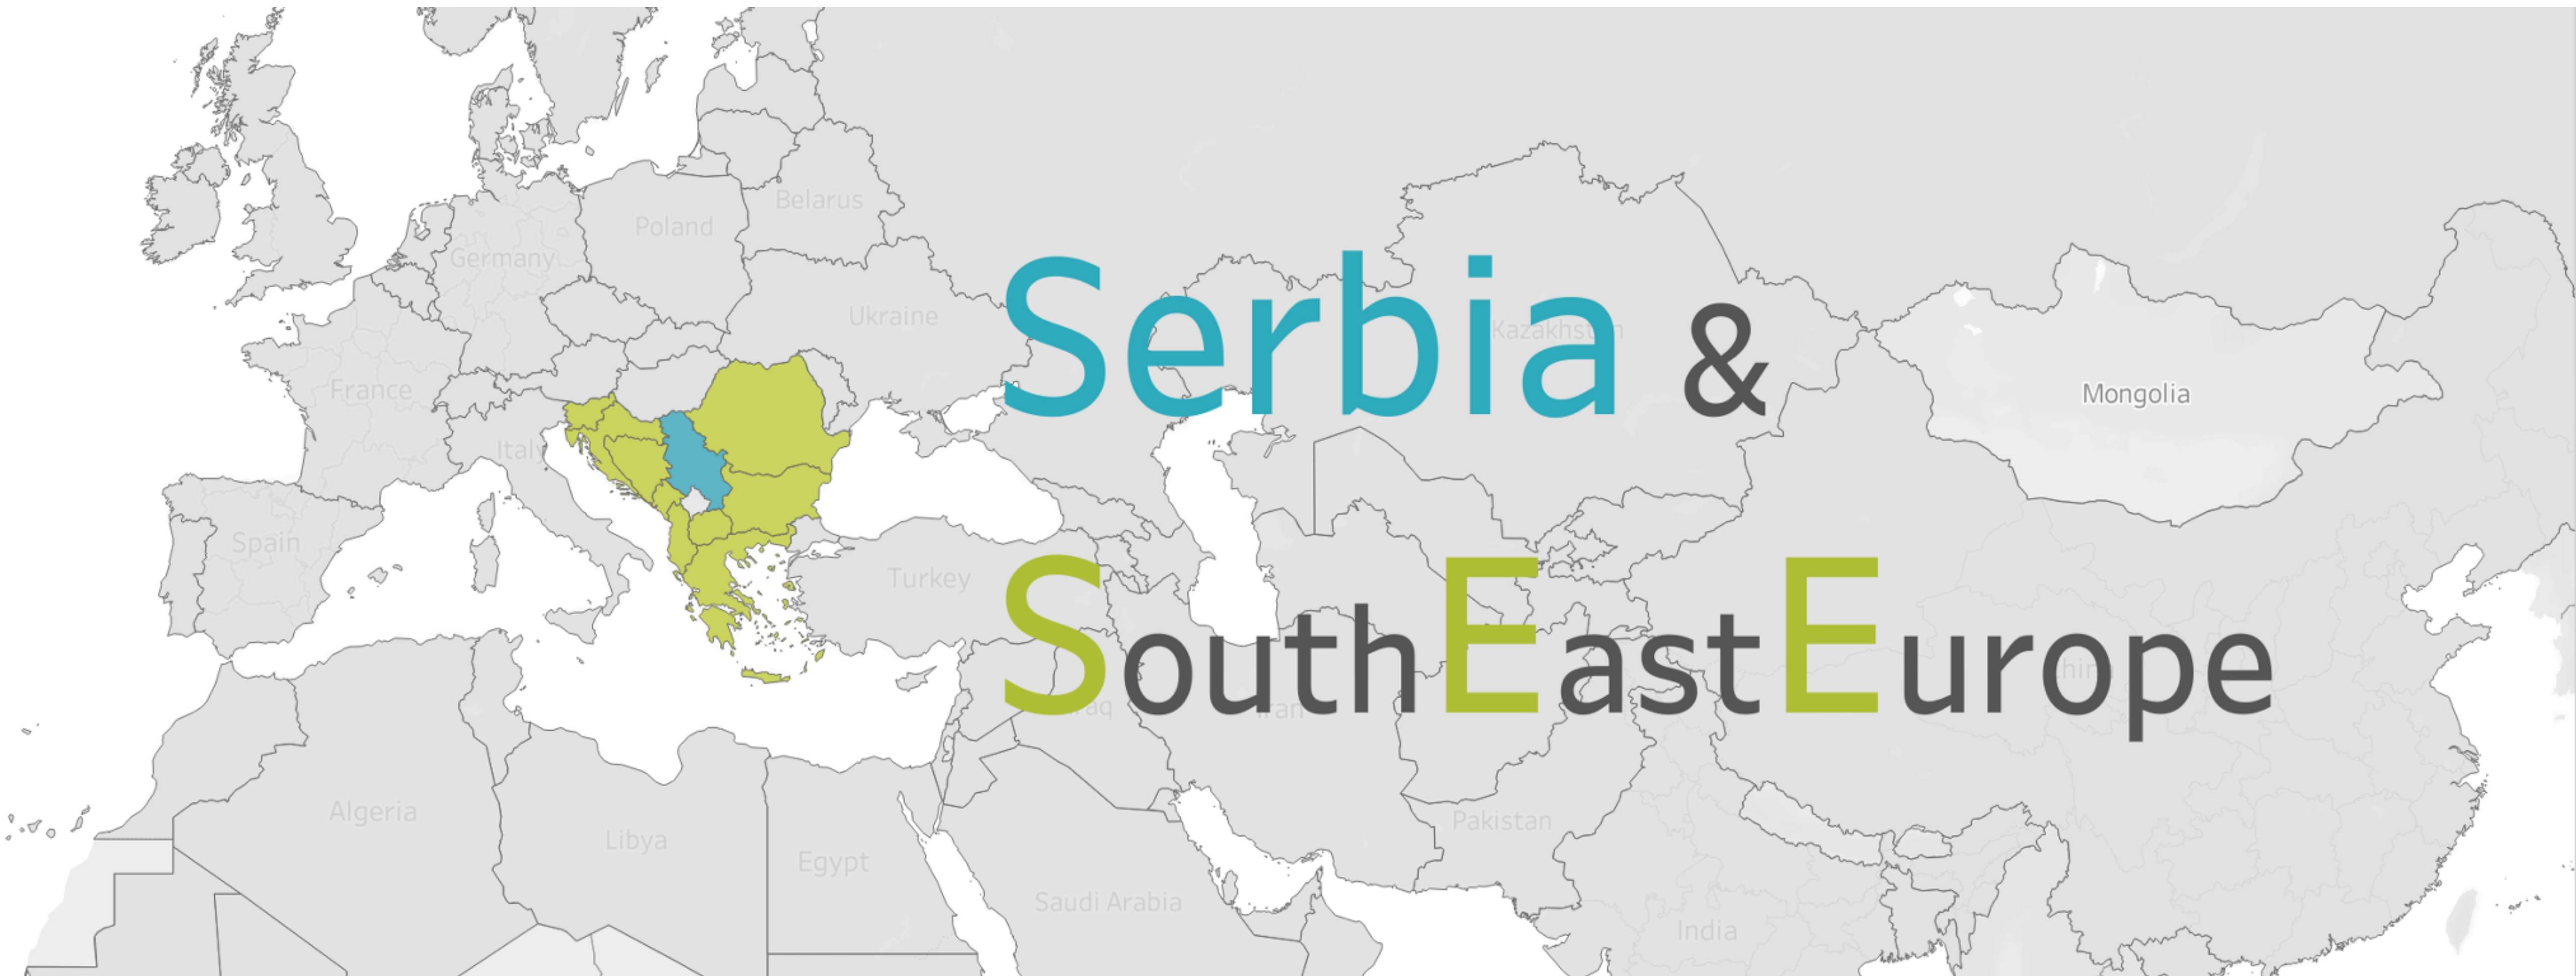 Belarus
Poland
Germany
Serbia &
Ukraine
Kazakhstan
France
Mongolia
Italy
Spain
Turkey
SouthEastEurope
China
Iraq
Iran
Algeria
Pakistan
Libya
Egypt
Saudi Arabia
India